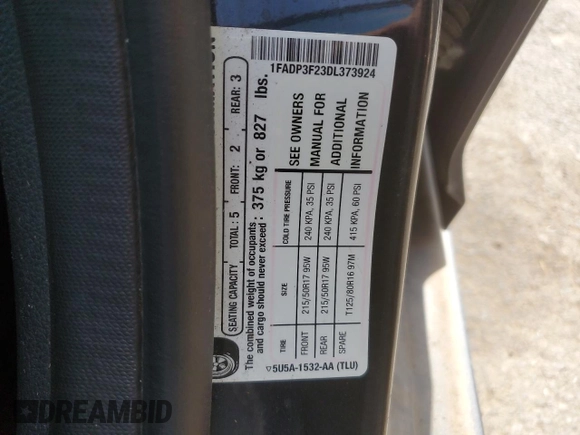 MATION
SEATING CAPACITY TOTAL: 5 FRONT: 2 REAR: 3
The combined weight of occupants
and cargo should never exceed: 375 kg or 827 lbs.
TIRE SIZE COLD TIRE PRESSURE
FRONT 215/50R17 95W 240 KPA, 35 PSI
REAR 215/50R17 95W 240 KPA, 35 PSI
SPARE T125/80R16 97M 415 KPA, 60 PSI
SEE OWNERS
MANUAL FOR
ADDITIONAL
INFORMATION
5U5A-1532-AA (TLU)
1FADP3F23DL373924
DREAMBID